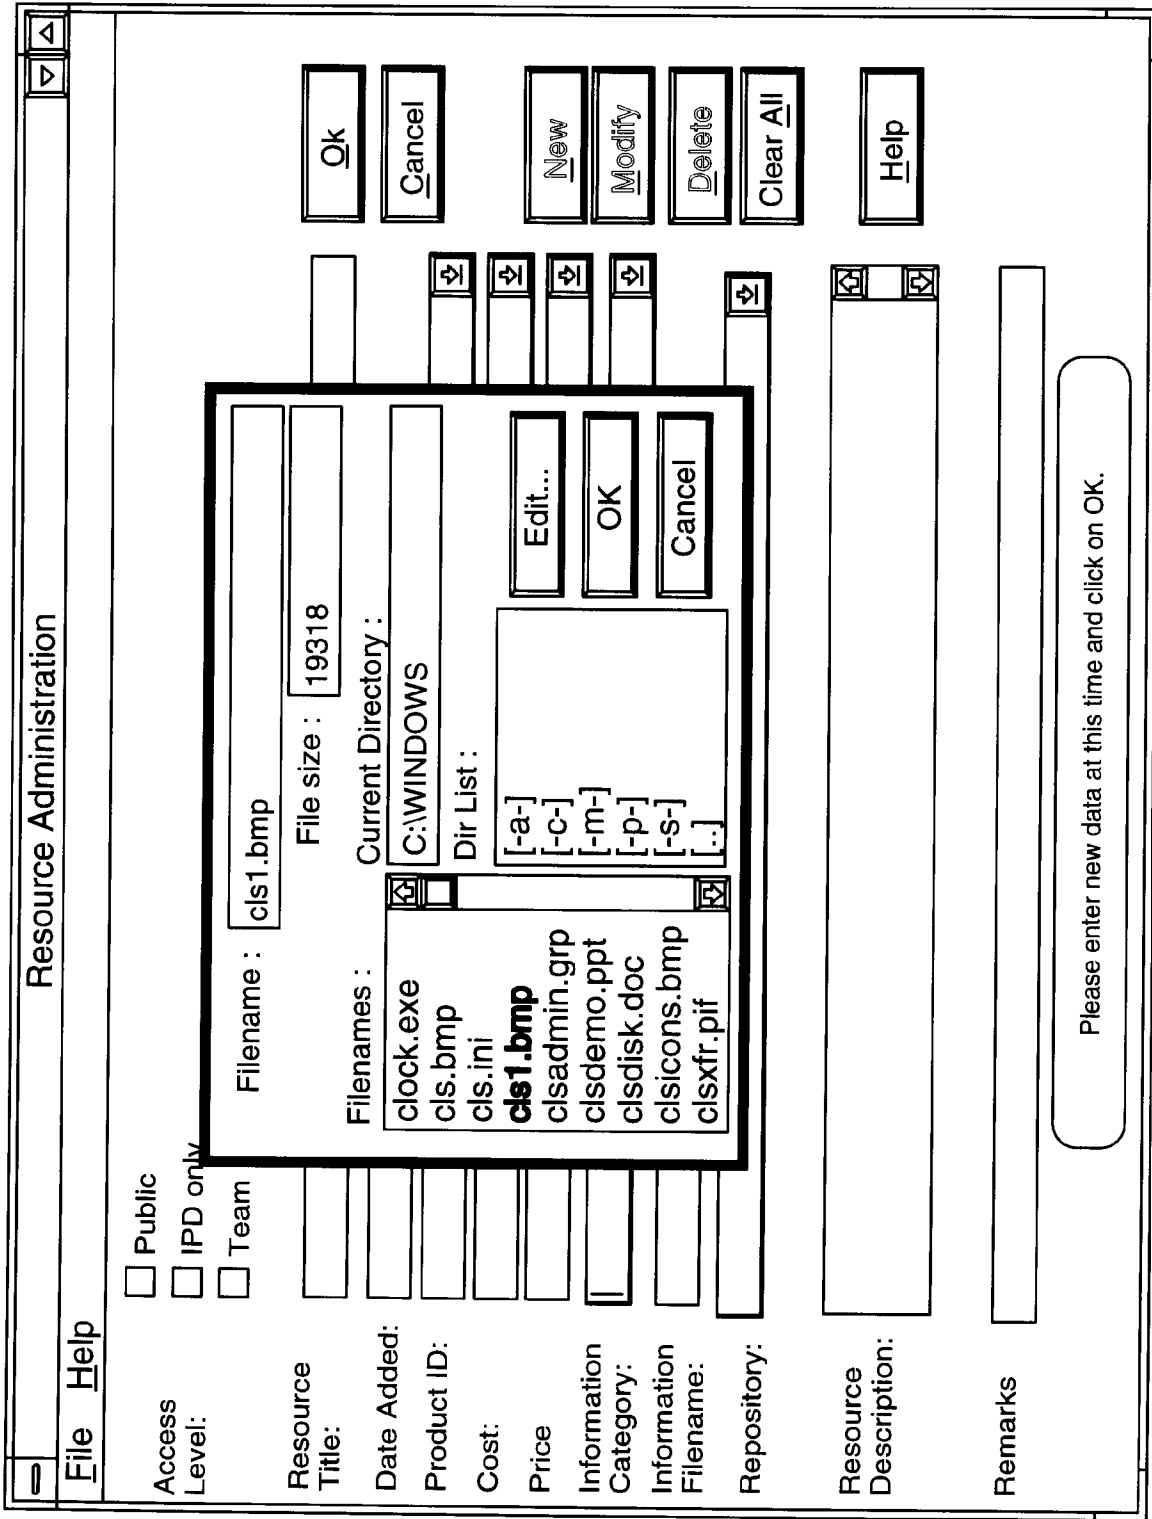 Resource Administration
File Help
Access
Level:
Public
IPD only
Team
Resource
Title:
Date Added:
Product ID:
Cost:
Price
Information
Category:
Information
Filename:
Repository:
Resource
Description:
Remarks
Filename :
cls1.bmp
File size :
19318
Filenames :
clock.exe
cls.bmp
cls.ini
cls1.bmp
clsadmin.grp
clsdemo.ppt
clsdisk.doc
clsicons.bmp
clsxfr.pif
Current Directory :
C:\WINDOWS
Dir List :
[-a-]
[-c-]
[-m-]
[-p-]
[-s-]
[..]
Edit...
OK
Cancel
Ok
Cancel
New
Modify
Delete
Clear All
Help
Please enter new data at this time and click on OK.